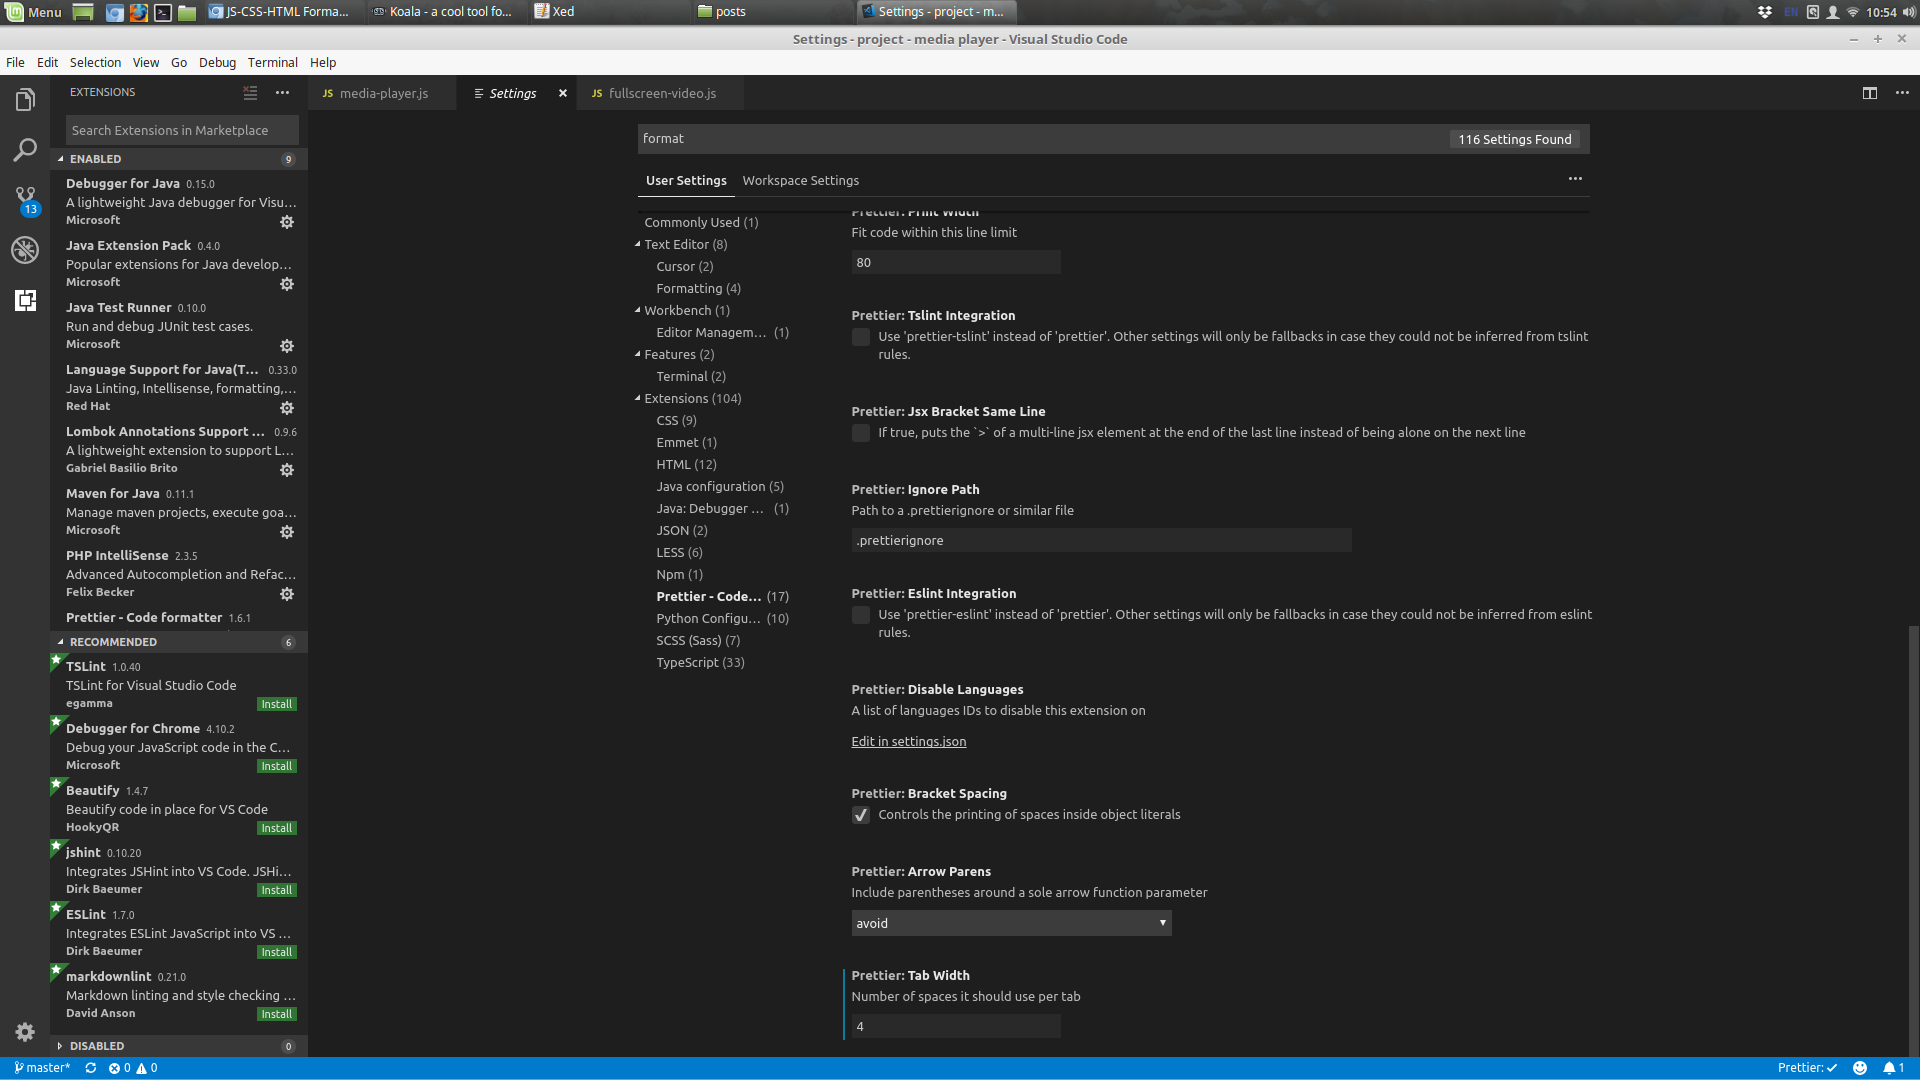 Menu
JS-CSS-HTML Forma...
Koala - a cool tool fo...
Xed
posts
Settings - project - m...
EN
10:54
Settings - project - media player - Visual Studio Code
File Edit Selection View Go Debug Terminal Help
EXTENSIONS
JS media-player.js
Settings
JS fullscreen-video.js
Search Extensions in Marketplace
ENABLED 9
Debugger for Java 0.15.0
A lightweight Java debugger for Visu...
Microsoft
Java Extension Pack 0.4.0
Popular extensions for Java develop...
Microsoft
Java Test Runner 0.10.0
Run and debug JUnit test cases.
Microsoft
Language Support for Java(T... 0.33.0
Java Linting, Intellisense, formatting,...
Red Hat
Lombok Annotations Support ... 0.9.6
A lightweight extension to support L...
Gabriel Basilio Brito
Maven for Java 0.11.1
Manage maven projects, execute goa...
Microsoft
PHP IntelliSense 2.3.5
Advanced Autocompletion and Refac...
Felix Becker
Prettier - Code formatter 1.6.1
RECOMMENDED 6
TSLint 1.0.40
TSLint for Visual Studio Code
egamma
Install
Debugger for Chrome 4.10.2
Debug your JavaScript code in the C...
Microsoft
Install
Beautify 1.4.7
Beautify code in place for VS Code
HookyQR
Install
jshint 0.10.20
Integrates JSHint into VS Code. JSHi...
Dirk Baeumer
Install
ESLint 1.7.0
Integrates ESLint JavaScript into VS ...
Dirk Baeumer
Install
markdownlint 0.21.0
Markdown linting and style checking ...
David Anson
Install
DISABLED 0
13
format
116 Settings Found
User Settings
Workspace Settings
Commonly Used (1)
Text Editor (8)
Cursor (2)
Formatting (4)
Workbench (1)
Editor Managem... (1)
Features (2)
Terminal (2)
Extensions (104)
CSS (9)
Emmet (1)
HTML (12)
Java configuration (5)
Java: Debugger ... (1)
JSON (2)
LESS (6)
Npm (1)
Prettier - Code... (17)
Python Configu... (10)
SCSS (Sass) (7)
TypeScript (33)
Prettier: Print Width
Fit code within this line limit
80
Prettier: Tslint Integration
Use 'prettier-tslint' instead of 'prettier'. Other settings will only be fallbacks in case they could not be inferred from tslint
rules.
Prettier: Jsx Bracket Same Line
If true, puts the `>` of a multi-line jsx element at the end of the last line instead of being alone on the next line
Prettier: Ignore Path
Path to a .prettierignore or similar file
.prettierignore
Prettier: Eslint Integration
Use 'prettier-eslint' instead of 'prettier'. Other settings will only be fallbacks in case they could not be inferred from eslint
rules.
Prettier: Disable Languages
A list of languages IDs to disable this extension on
Edit in settings.json
Prettier: Bracket Spacing
Controls the printing of spaces inside object literals
Prettier: Arrow Parens
Include parentheses around a sole arrow function parameter
avoid
Prettier: Tab Width
Number of spaces it should use per tab
4
master*
0 0
Prettier: ✓
1